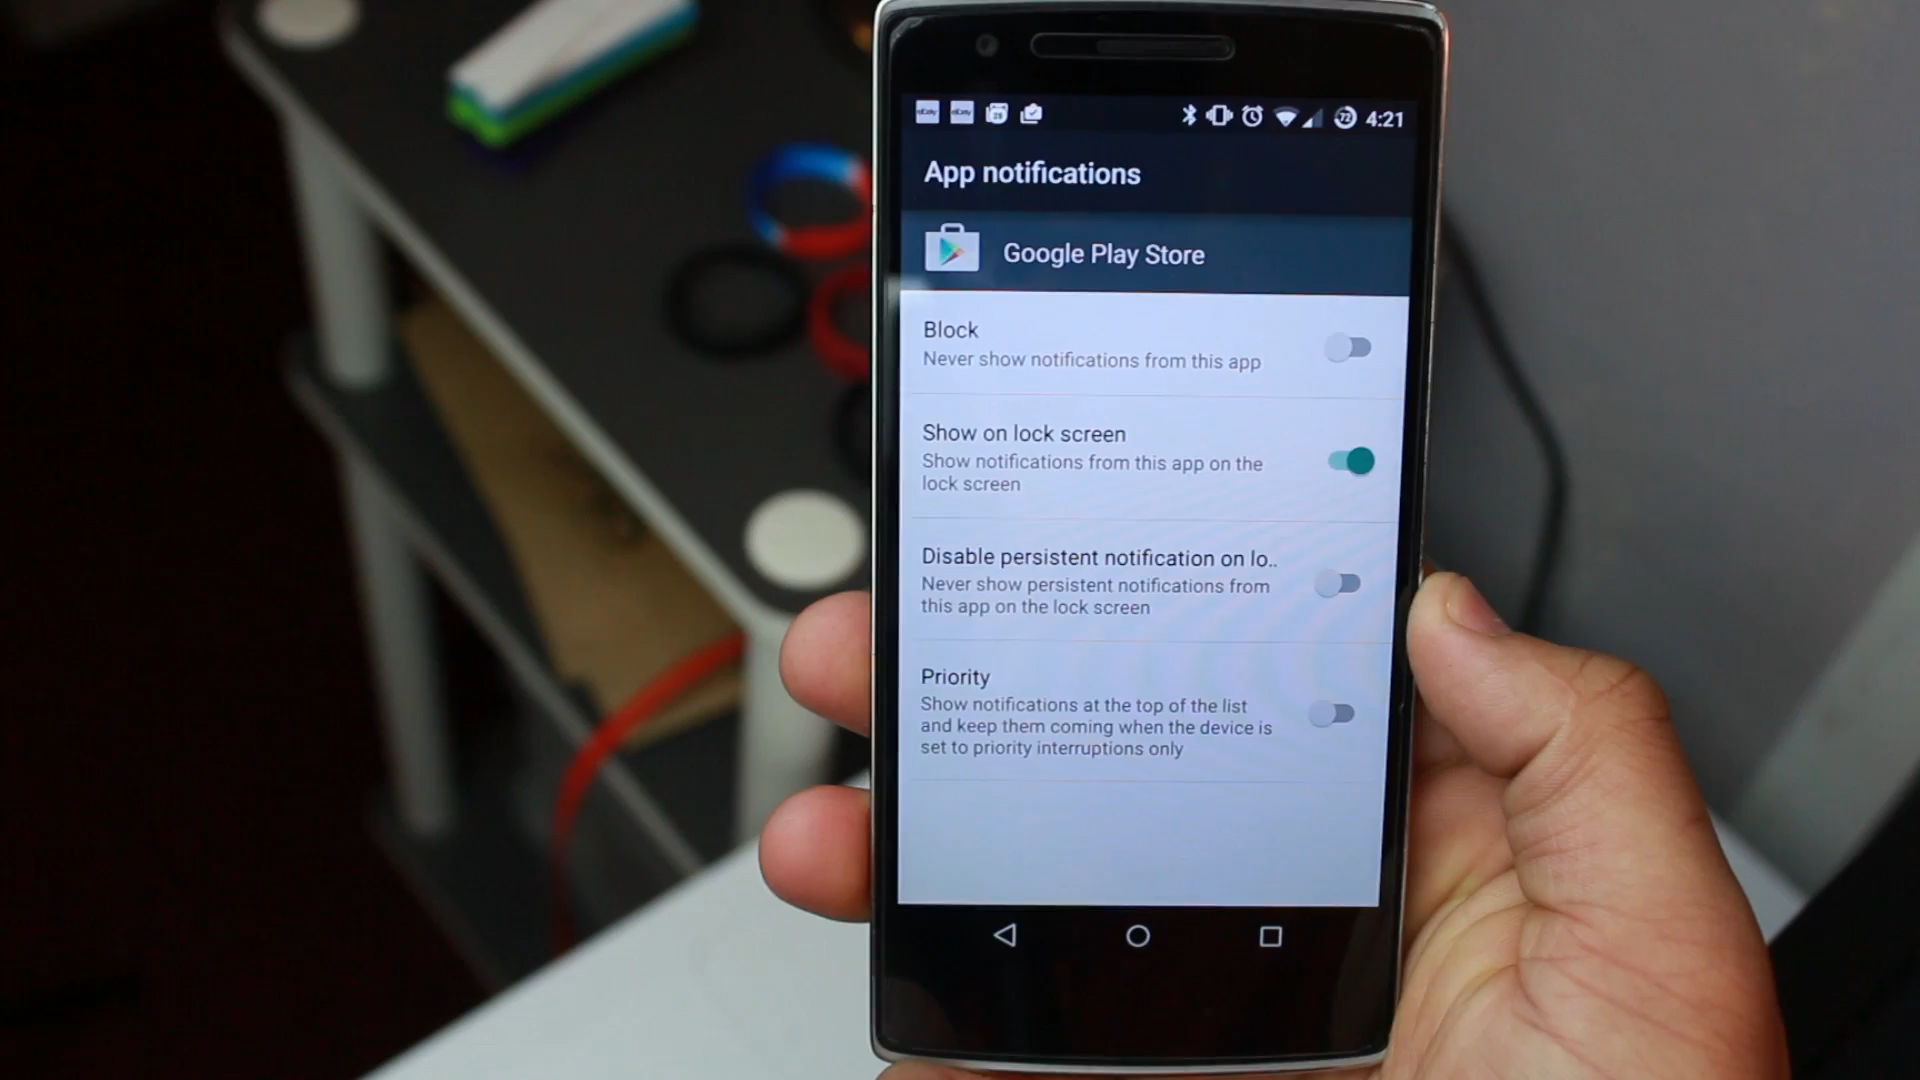 72 4:21
App notifications
Google Play Store
Block
Never show notifications from this app
Show on lock screen
Show notifications from this app on the
lock screen
Disable persistent notification on lo..
Never show persistent notifications from
this app on the lock screen
Priority
Show notifications at the top of the list
and keep them coming when the device is
set to priority interruptions only